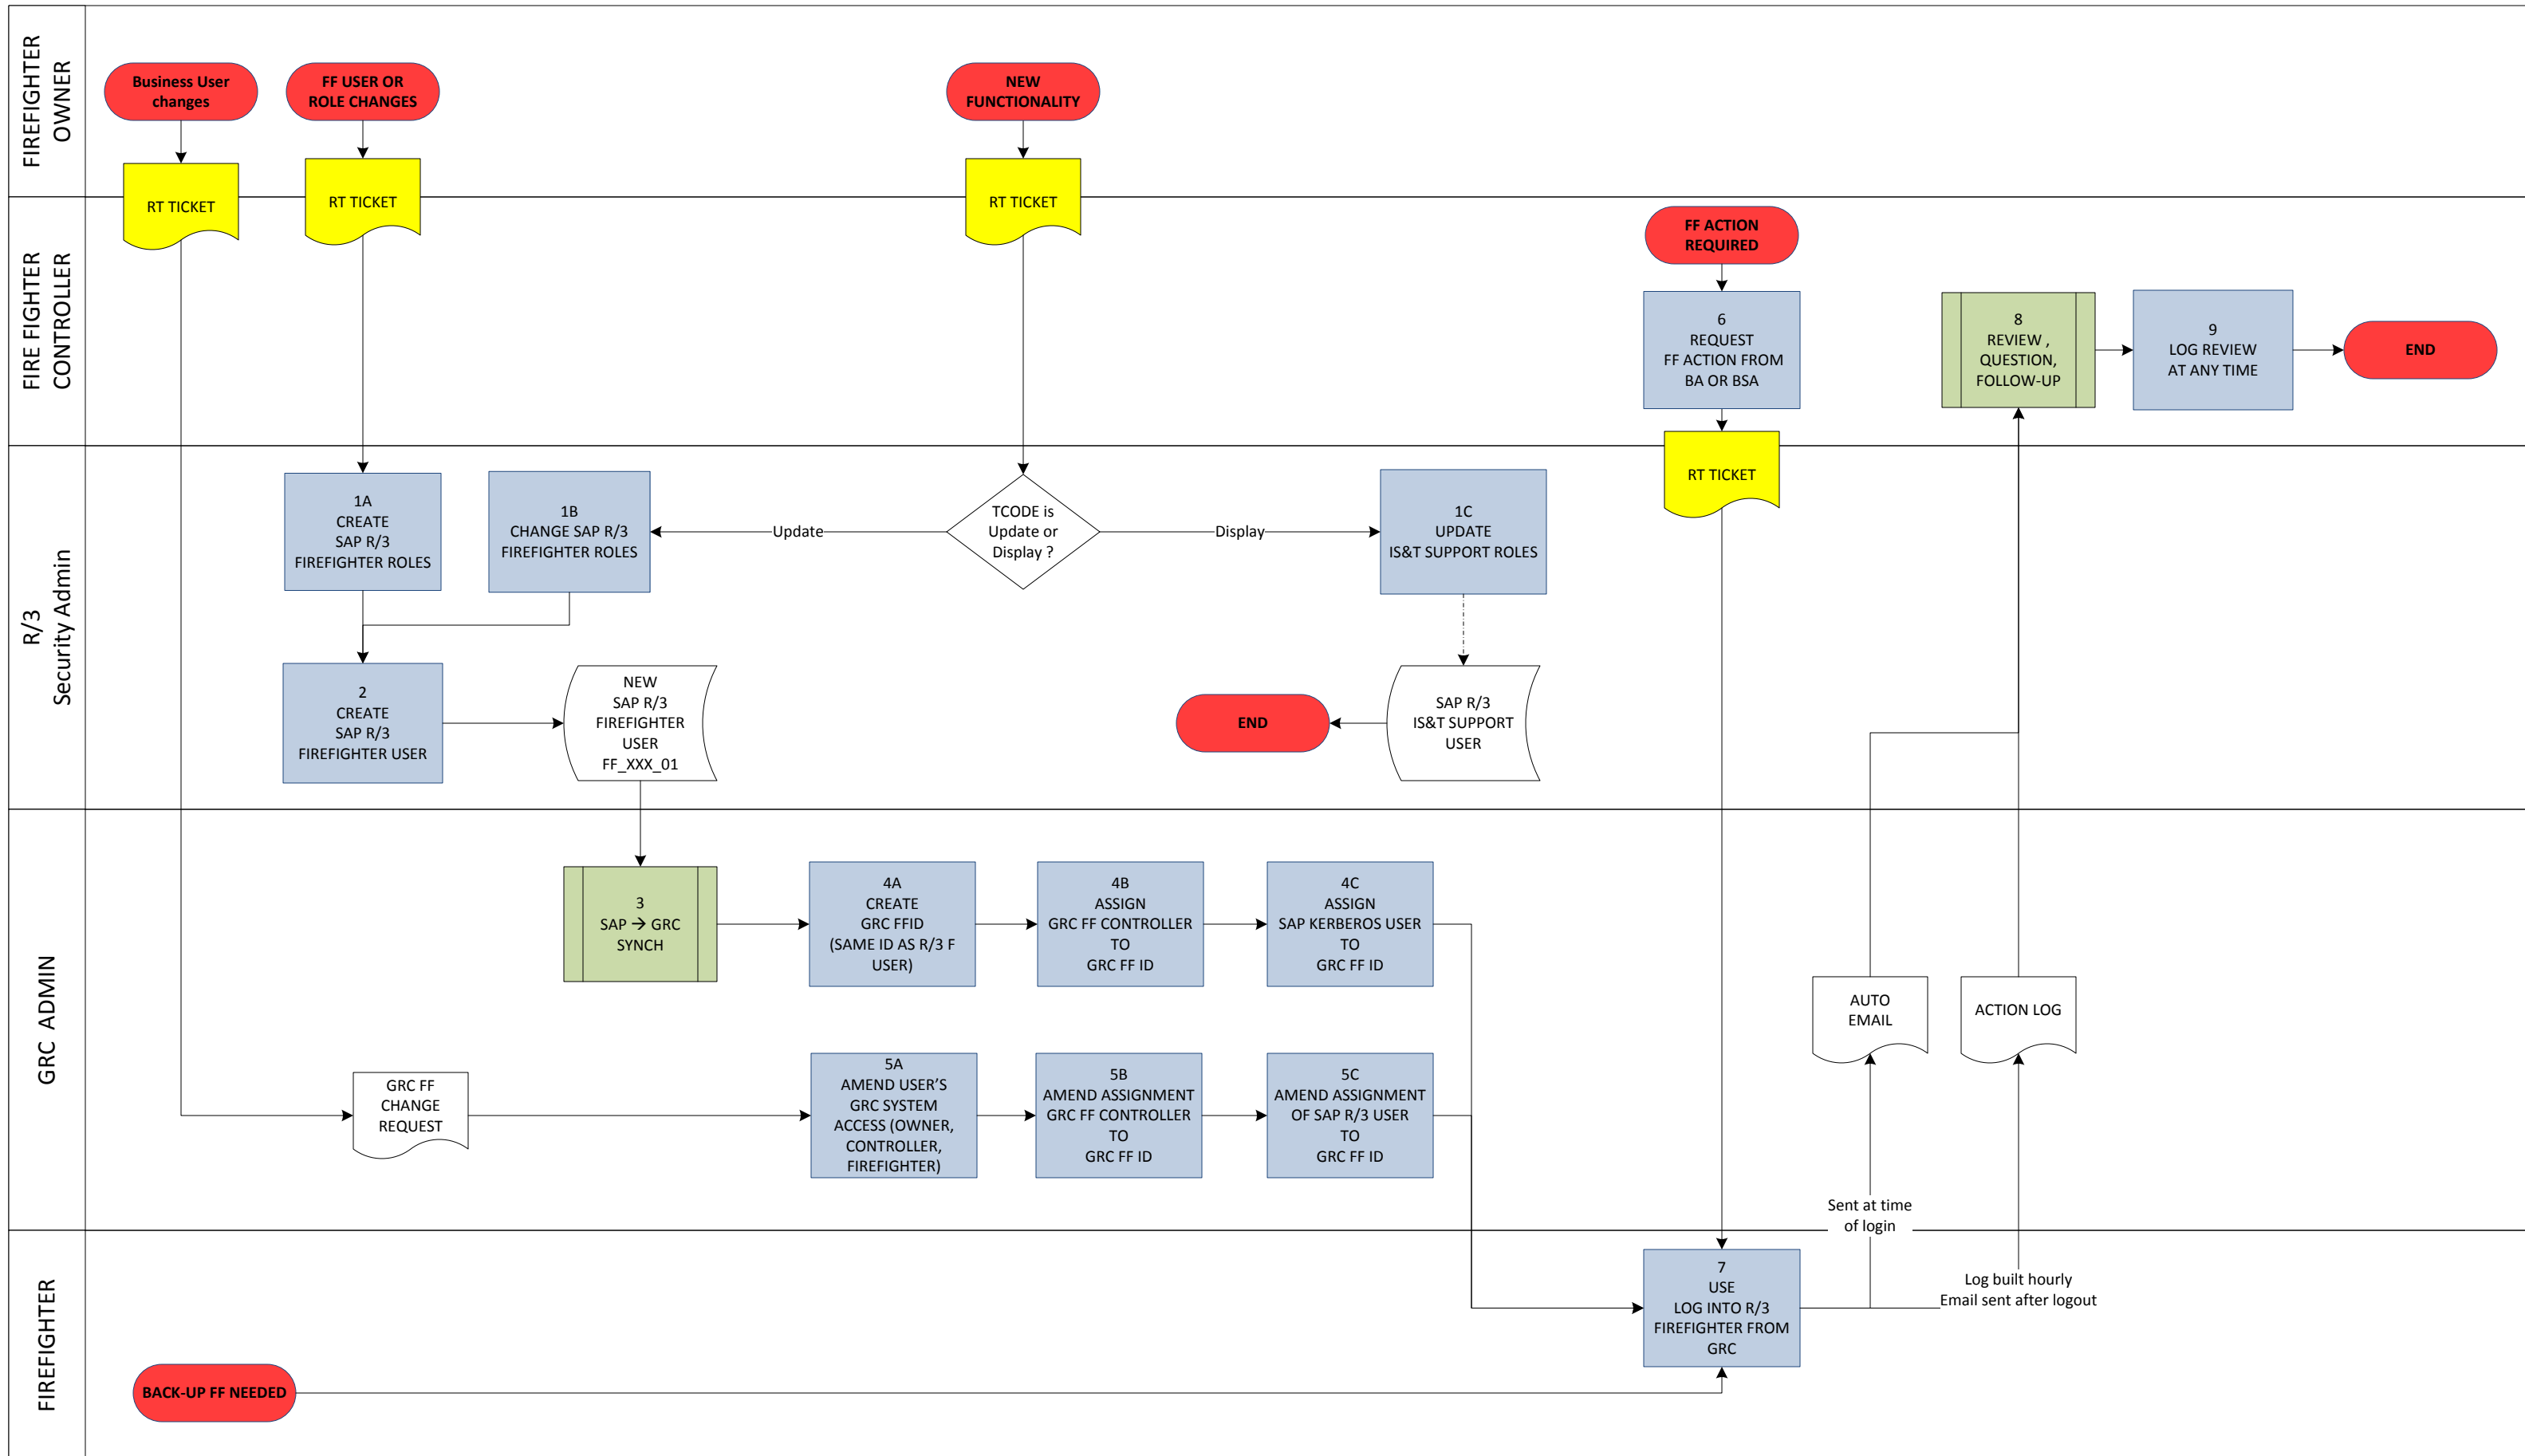 FIREFIGHTER
OWNER
Business User
changes
FF USER OR
ROLE CHANGES
NEW
FUNCTIONALITY
RT TICKET
RT TICKET
RT TICKET
FIRE FIGHTER
CONTROLLER
FF ACTION
REQUIRED
6
REQUEST
FF ACTION FROM
BA OR BSA
8
REVIEW ,
QUESTION,
FOLLOW-UP
9
LOG REVIEW
AT ANY TIME
END
R/3
Security Admin
1A
CREATE
SAP R/3
FIREFIGHTER ROLES
1B
CHANGE SAP R/3
FIREFIGHTER ROLES
Update
TCODE is
Update or
Display ?
Display
1C
UPDATE
IS&T SUPPORT ROLES
RT TICKET
2
CREATE
SAP R/3
FIREFIGHTER USER
NEW
SAP R/3
FIREFIGHTER
USER
FF_XXX_01
END
SAP R/3
IS&T SUPPORT
USER
GRC ADMIN
3
SAP → GRC
SYNCH
4A
CREATE
GRC FFID
(SAME ID AS R/3 F
USER)
4B
ASSIGN
GRC FF CONTROLLER
TO
GRC FF ID
4C
ASSIGN
SAP KERBEROS USER
TO
GRC FF ID
AUTO
EMAIL
ACTION LOG
GRC FF
CHANGE
REQUEST
5A
AMEND USER'S
GRC SYSTEM
ACCESS (OWNER,
CONTROLLER,
FIREFIGHTER)
5B
AMEND ASSIGNMENT
GRC FF CONTROLLER
TO
GRC FF ID
5C
AMEND ASSIGNMENT
OF SAP R/3 USER
TO
GRC FF ID
Sent at time
of login
FIREFIGHTER
7
USE
LOG INTO R/3
FIREFIGHTER FROM
GRC
Log built hourly
Email sent after logout
BACK-UP FF NEEDED